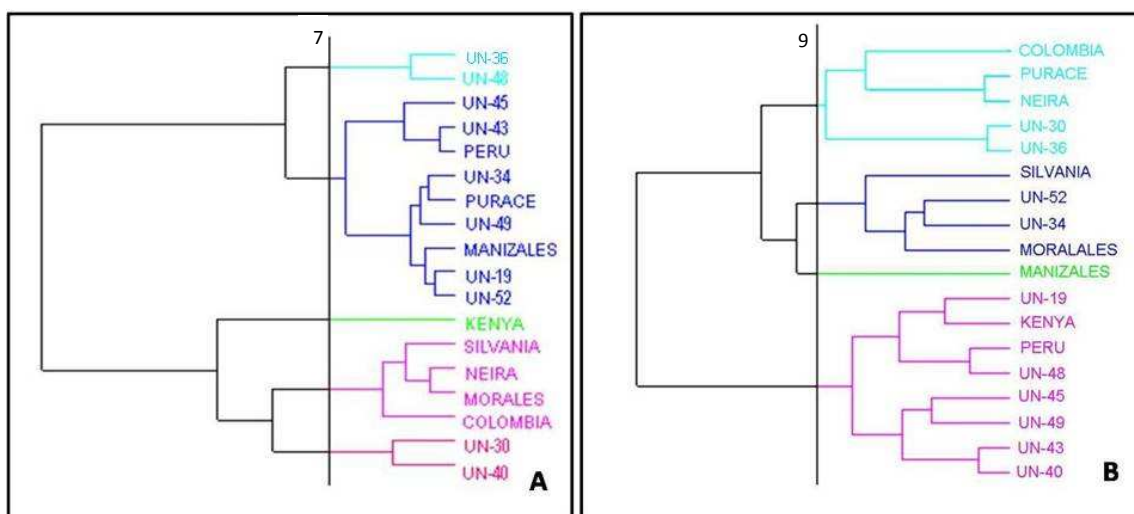 7
UN-36
UN-48
UN-45
UN-43
PERU
UN-34
PURACE
UN-49
MANIZALES
UN-19
UN-52
KENYA
SILVANIA
NEIRA
MORALES
COLOMBIA
UN-30
UN-40
A
9
COLOMBIA
PURACE
NEIRA
UN-30
UN-36
SILVANIA
UN-52
UN-34
MORALALES
MANIZALES
UN-19
KENYA
PERU
UN-48
UN-45
UN-49
UN-43
UN-40
B